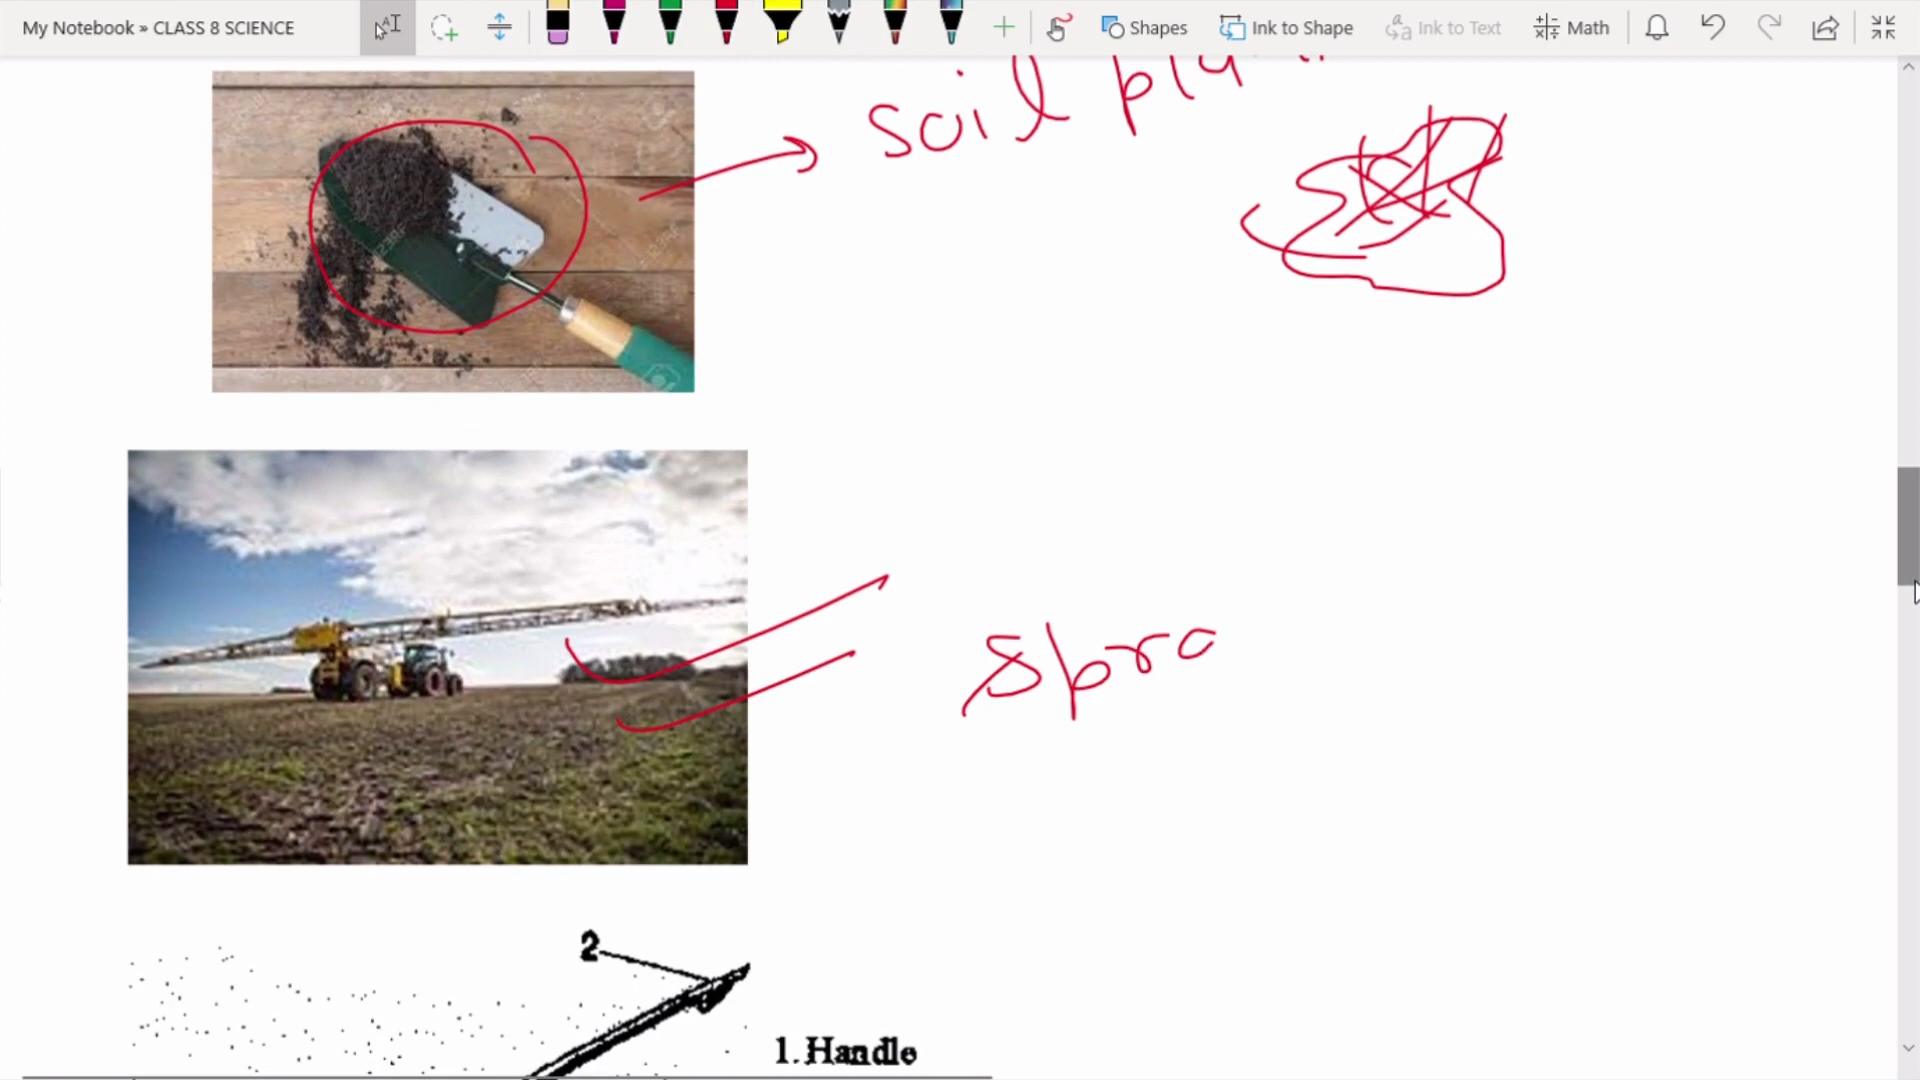 My Notebook » CLASS 8 SCIENCE
Shapes
Ink to Shape
Ink to Text
Math
soil
spra
2
1. Handle